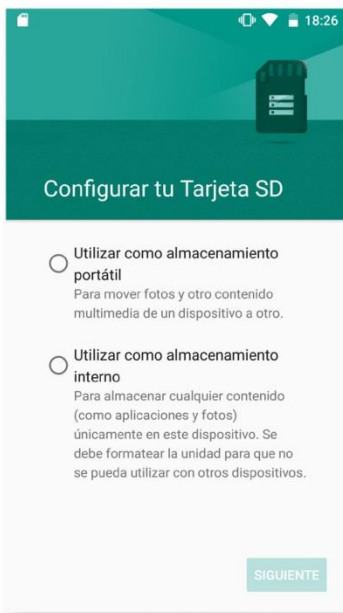 18:26
Configurar tu Tarjeta SD
Utilizar como almacenamiento
portátil
Para mover fotos y otro contenido
multimedia de un dispositivo a otro.
Utilizar como almacenamiento
interno
Para almacenar cualquier contenido
(como aplicaciones y fotos)
únicamente en este dispositivo. Se
debe formatear la unidad para que no
se pueda utilizar con otros dispositivos.
SIGUIENTE